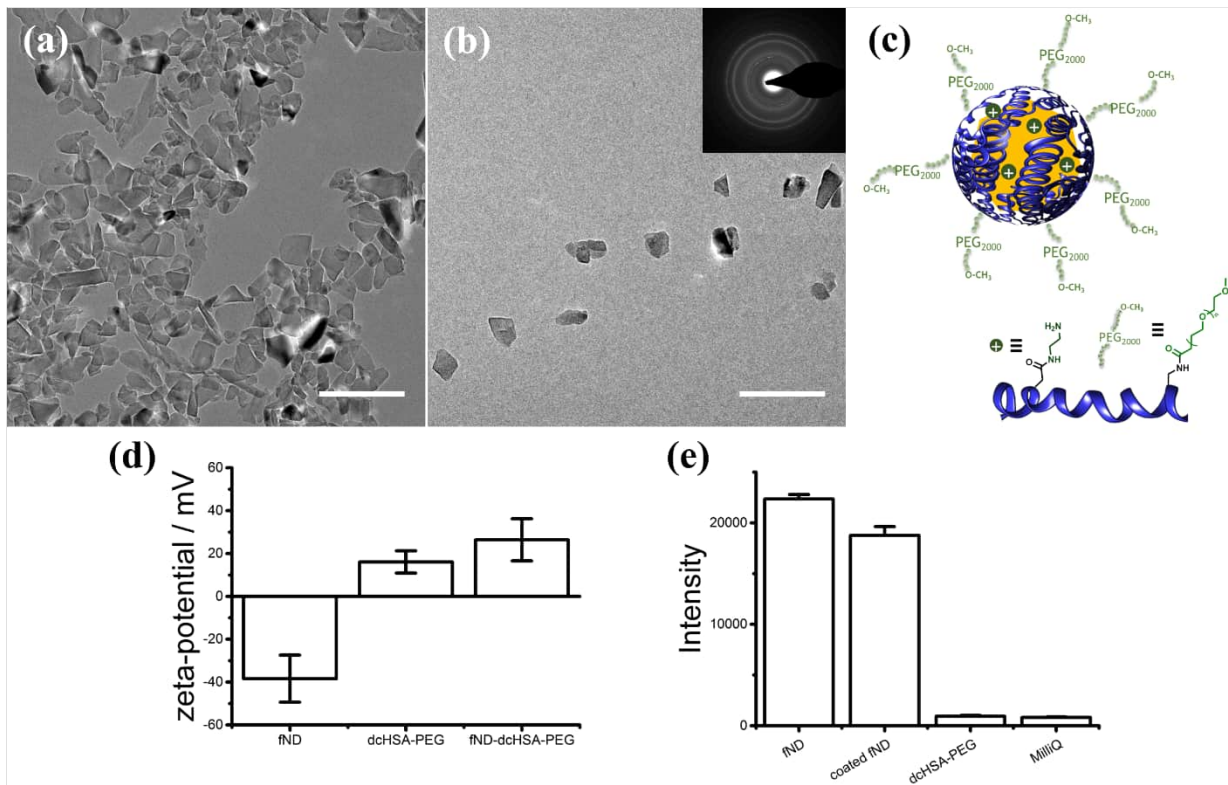 (a)
(b)
(c)
O-CH₃
PEG₂₀₀₀
O-CH₃
PEG₂₀₀₀
O-CH₃
PEG₂₀₀₀
O-CH₃
PEG₂₀₀₀
O-CH₃
PEG₂₀₀₀
O-CH₃
PEG₂₀₀₀
O-CH₃
PEG₂₀₀₀
O-CH₃
+
+
+
+
H₂N
NH
O
+
O-CH₃
PEG₂₀₀₀
O
O
O
NH
(d)
zeta-potential / mV
60
40
20
0
-20
-40
-60
fND
dcHSA-PEG
fND-dcHSA-PEG
(e)
Intensity
20000
10000
0
fND
coated fND
dcHSA-PEG
MilliQ